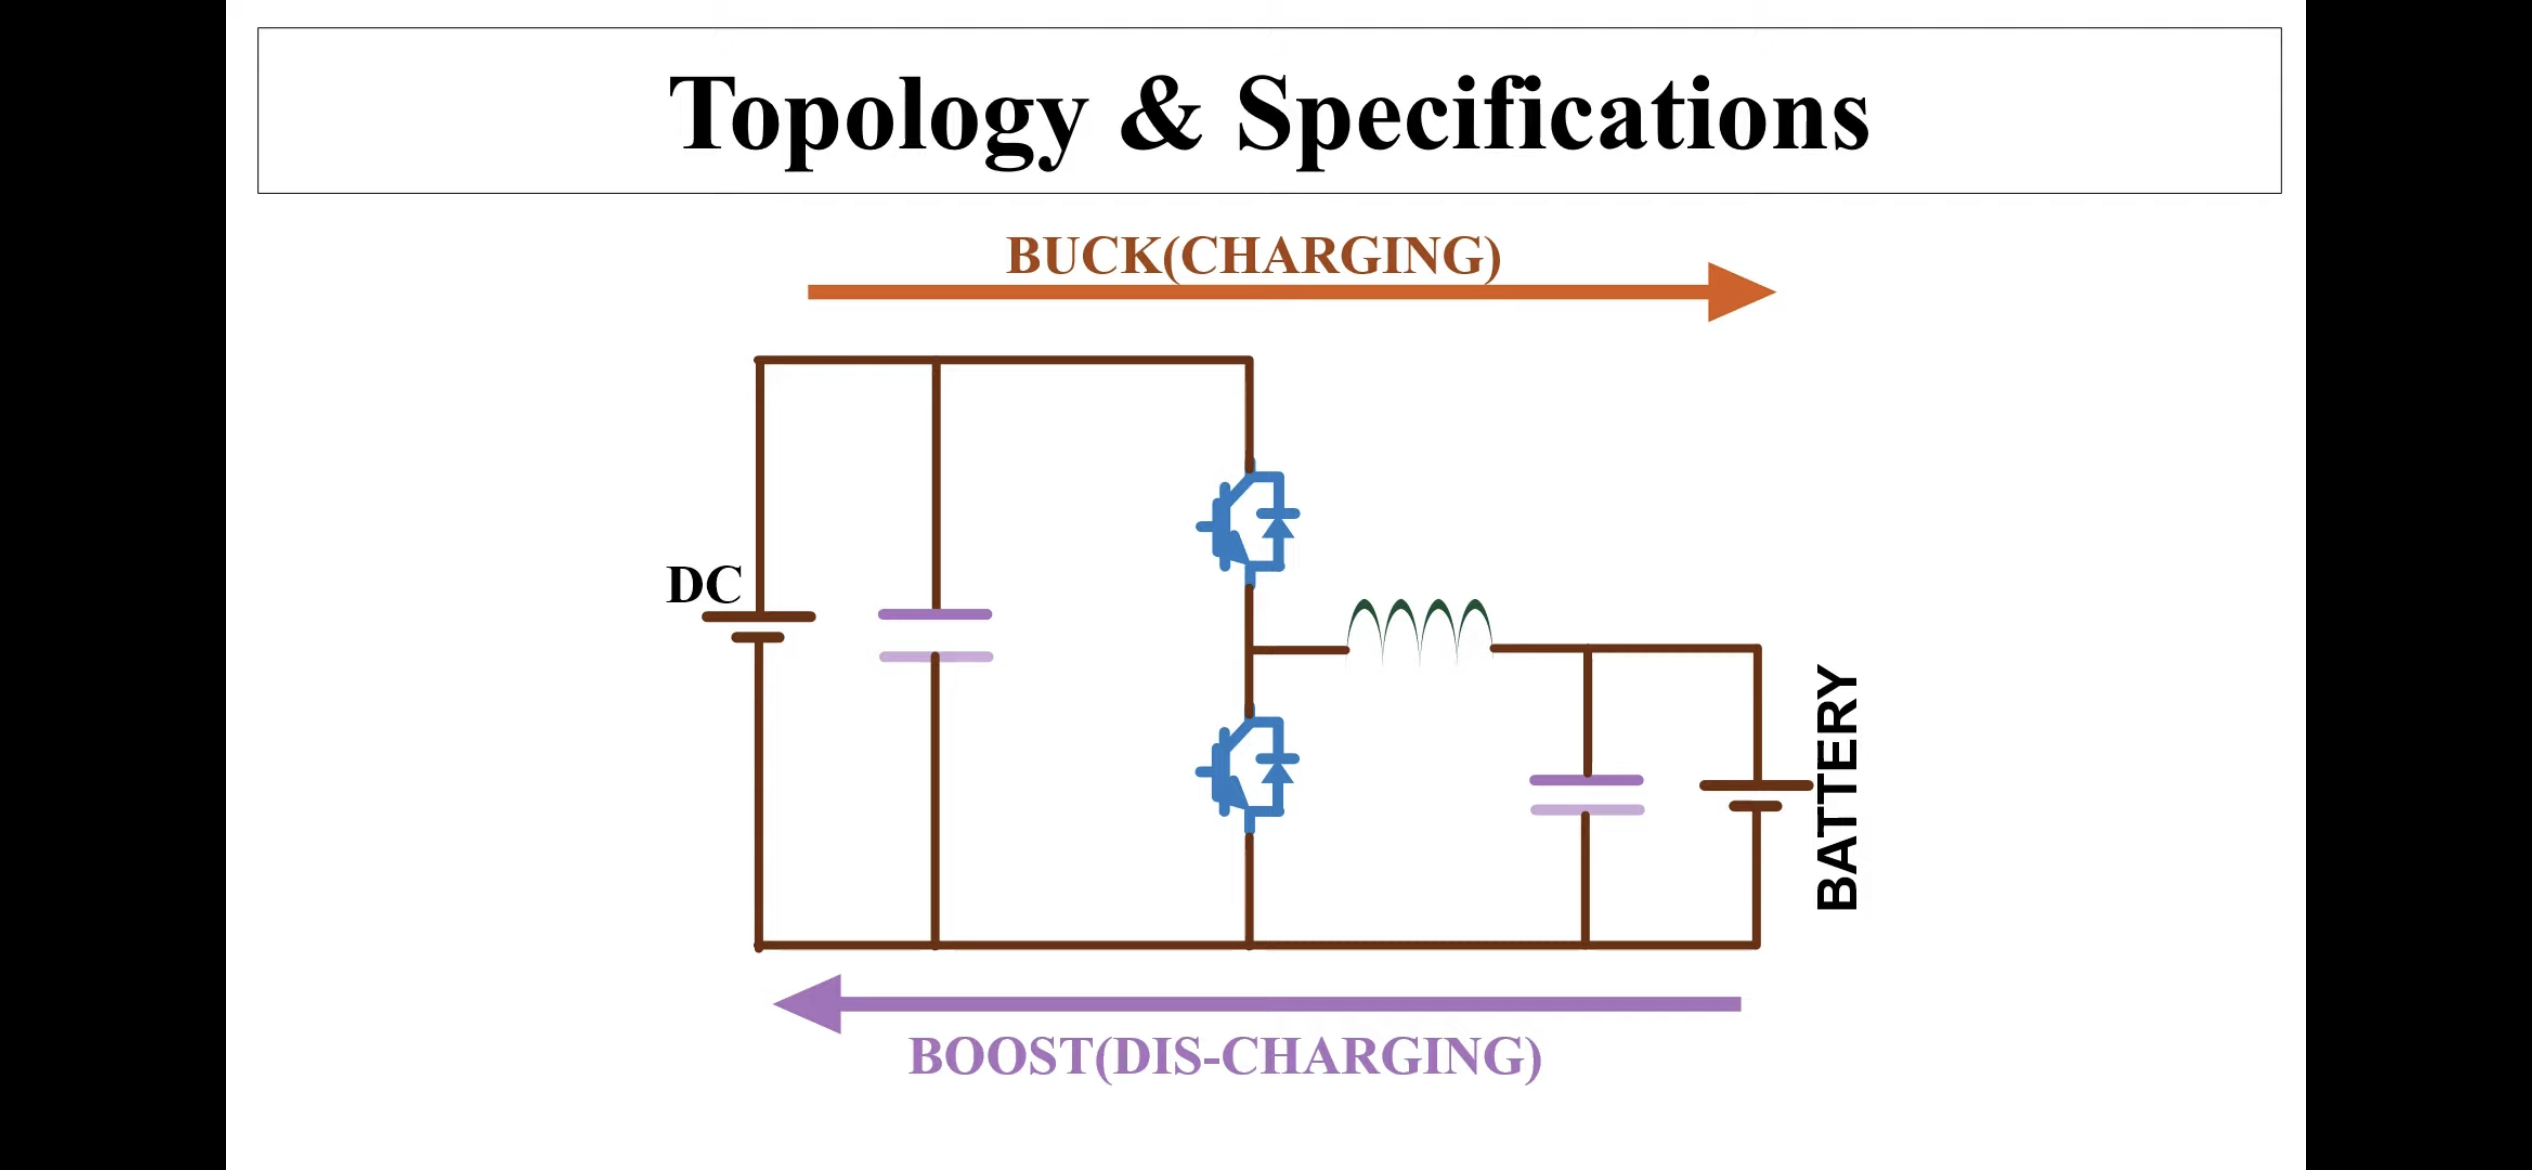 Topology & Specifications
BUCK(CHARGING)
DC
BATTERY
BOOST(DIS-CHARGING)